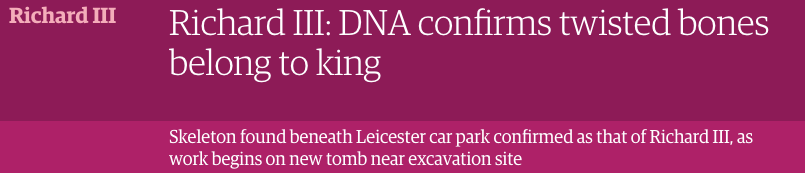 Richard III
Richard III: DNA confirms twisted bones
belong to king
Skeleton found beneath Leicester car park confirmed as that of Richard III, as
work begins on new tomb near excavation site